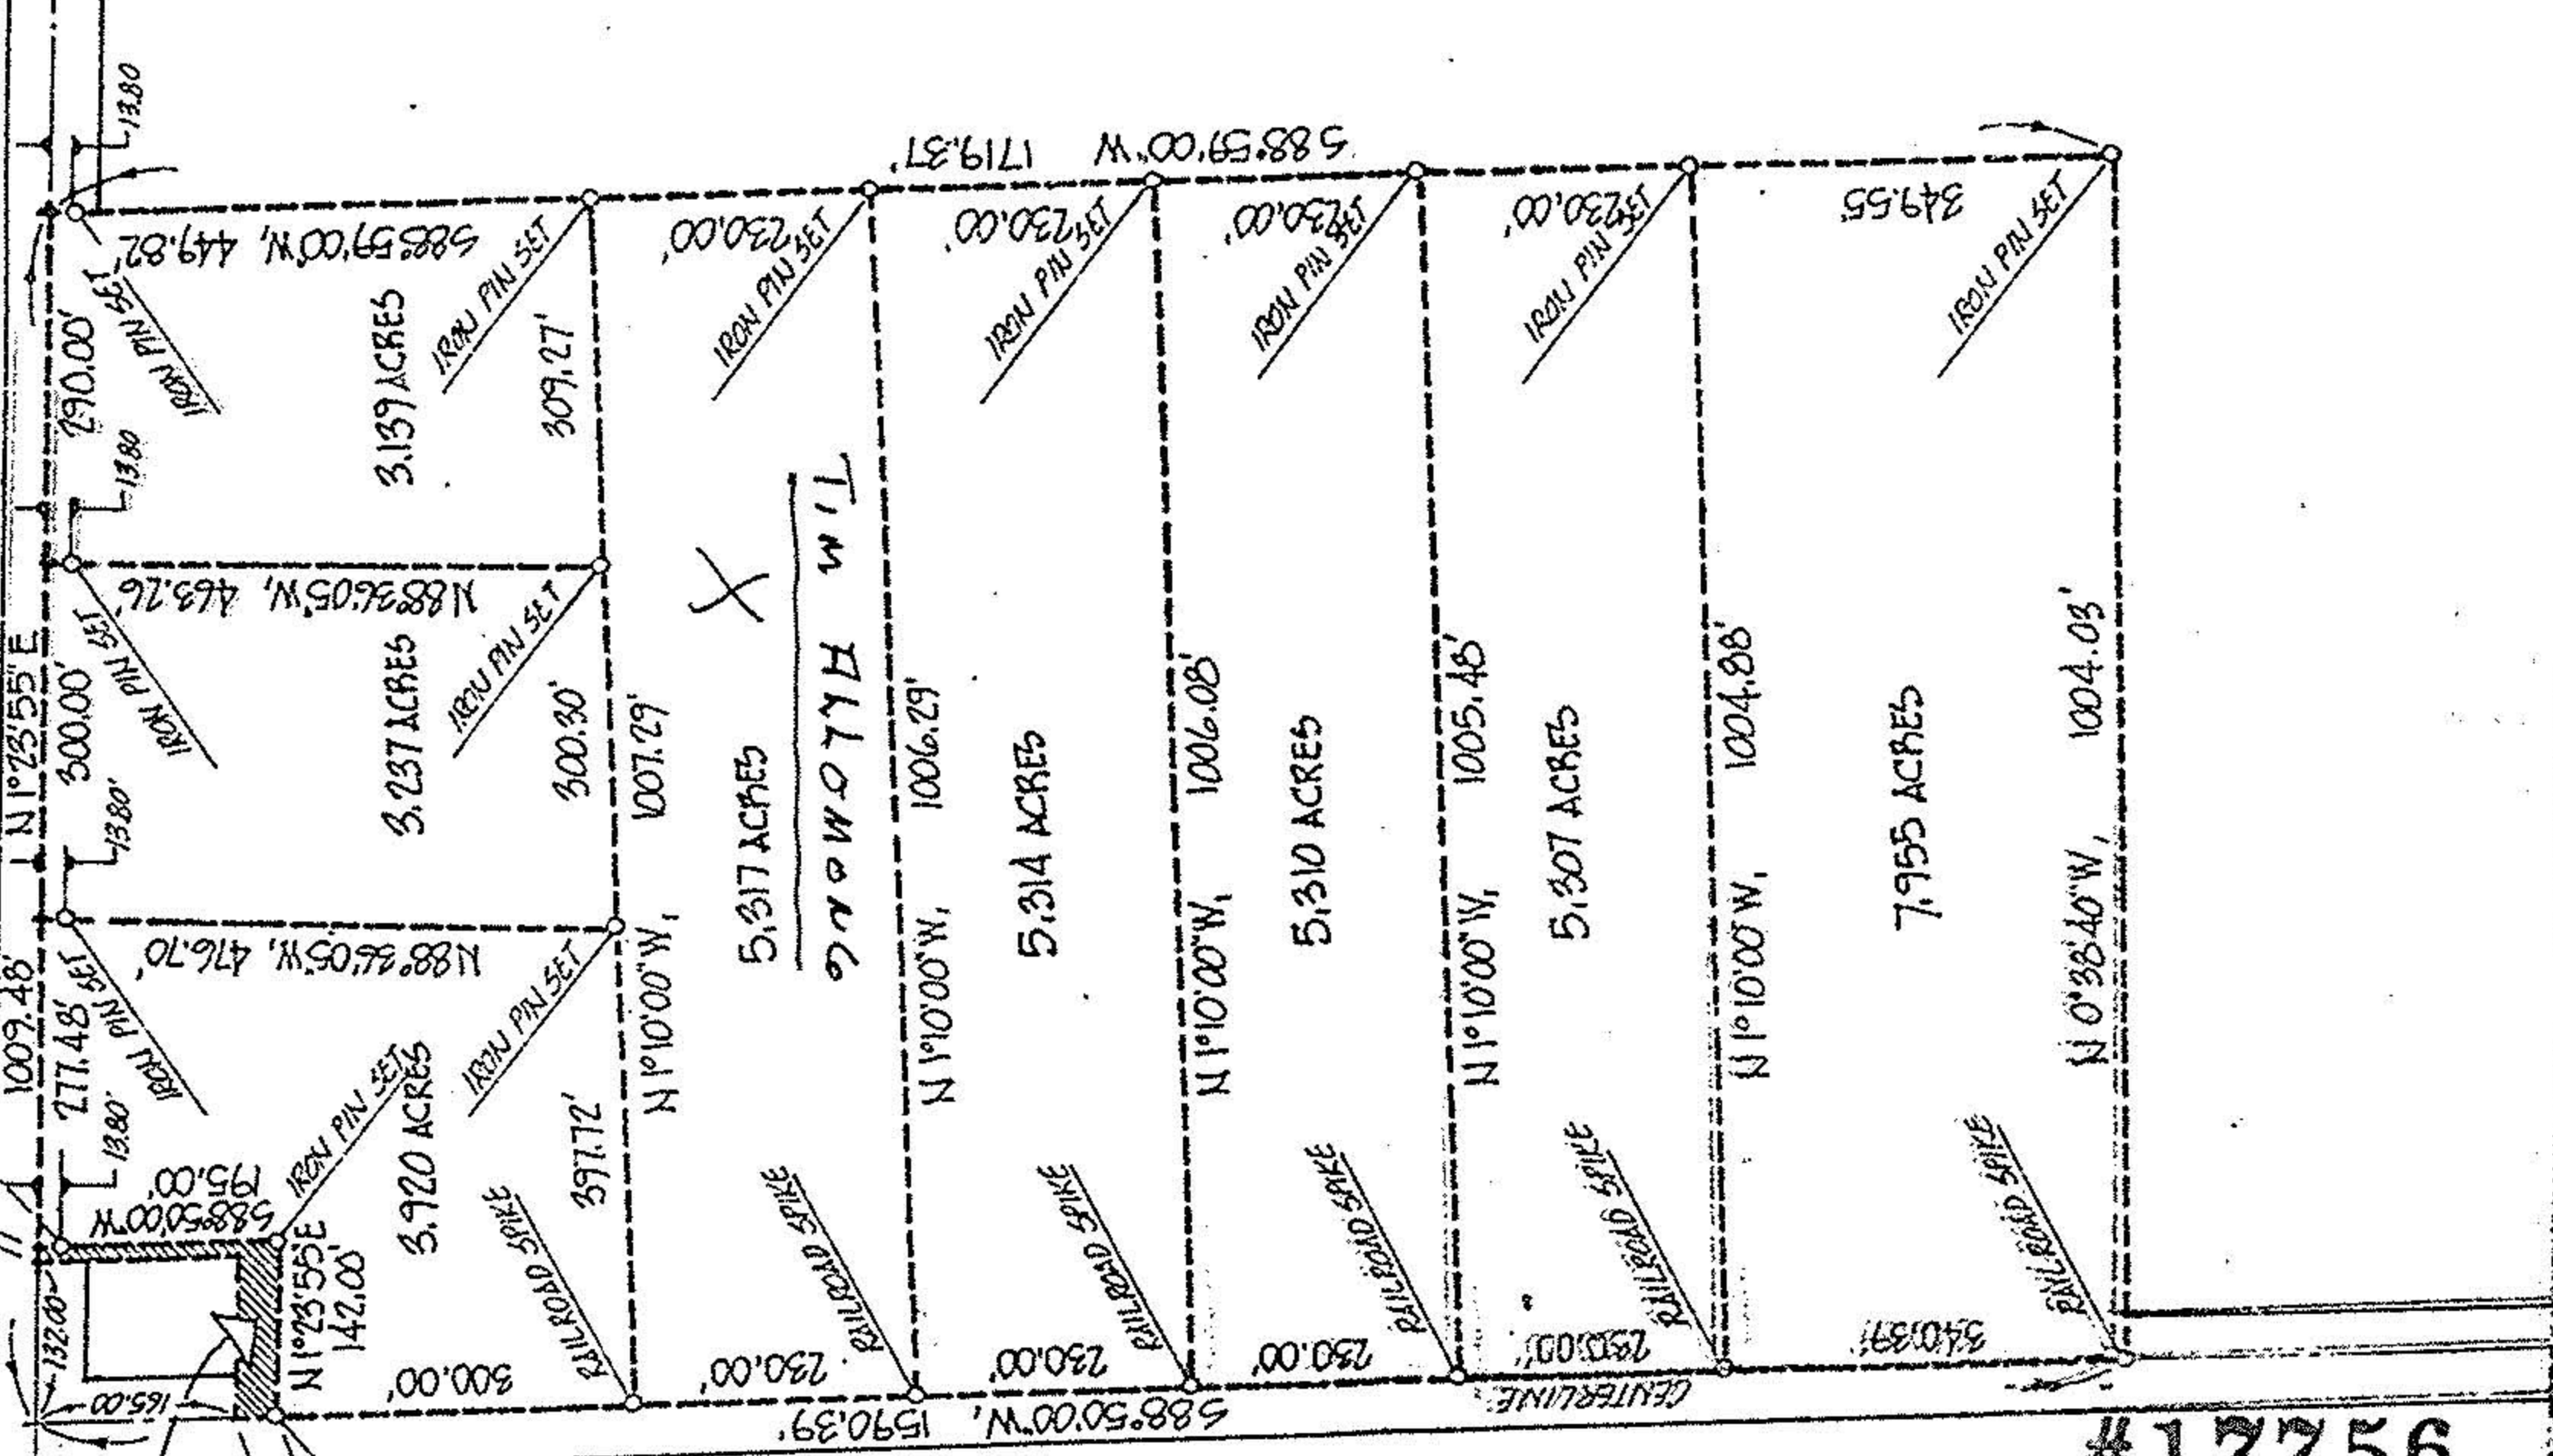 N 1°23'55"E
1009.48'
290.00'
300.00'
277.48'
13.80
13.80
13.80'
13.80'
132.00
165.00
S88°59'00"W, 449.82'
IRON PIN SET
3.139 ACRES
IRON PIN SET
309.27'
N88°36'05"W, 463.26'
IRON PIN SET
3.237 ACRES
IRON PIN SET
300.30'
N88°36'05"W, 476.70'
IRON PIN SET
IRON PIN SET
3.920 ACRES
IRON PIN SET
397.72'
S88°50'00"W
195.00'
N 1°23'55"E
142.00'
300.00'
RAILROAD SPIKE
N 1°10'00"W, 1007.29'
5.317 ACRES
X
TIM ALLOMONG
230.00'
IRON PIN SET
230.00'
RAILROAD SPIKE
N 1°10'00"W, 1006.29'
5.314 ACRES
230.00'
IRON PIN SET
230.00'
RAILROAD SPIKE
N 1°10'00"W, 1006.08'
5.310 ACRES
230.00'
IRON PIN SET
230.00'
RAILROAD SPIKE
N 1°10'00"W, 1005.48'
5.307 ACRES
230.00'
IRON PIN SET
RAILROAD SPIKE
N 1°10'00"W, 1004.88'
7.955 ACRES
349.55'
IRON PIN SET
340.39'
RAILROAD SPIKE
N 0°38'40"W, 1004.03'
S88°59'00"W 1719.37'
S88°50'00"W, 1590.39'
CENTERLINE
#17756